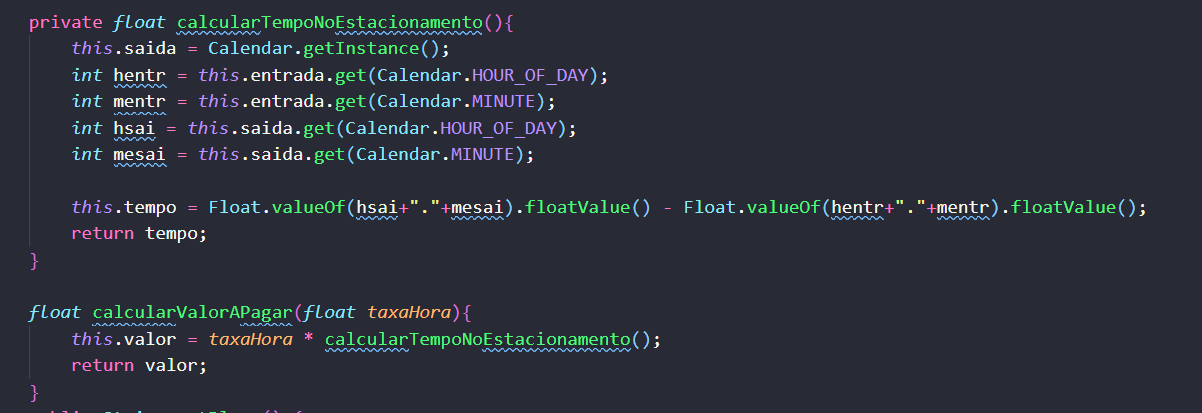 private float calcularTempoNoEstacionamento(){
this.saida = Calendar.getInstance();
int hentr = this.entrada.get(Calendar.HOUR_OF_DAY);
int mentr = this.entrada.get(Calendar.MINUTE);
int hsai = this.saida.get(Calendar.HOUR_OF_DAY);
int mesai = this.saida.get(Calendar.MINUTE);
this.tempo = Float.valueOf(hsai+"."+mesai).floatValue() - Float.valueOf(hentr+"."+mentr).floatValue();
return tempo;
}
float calcularValorAPagar(float taxaHora){
this.valor = taxaHora * calcularTempoNoEstacionamento();
return valor;
}